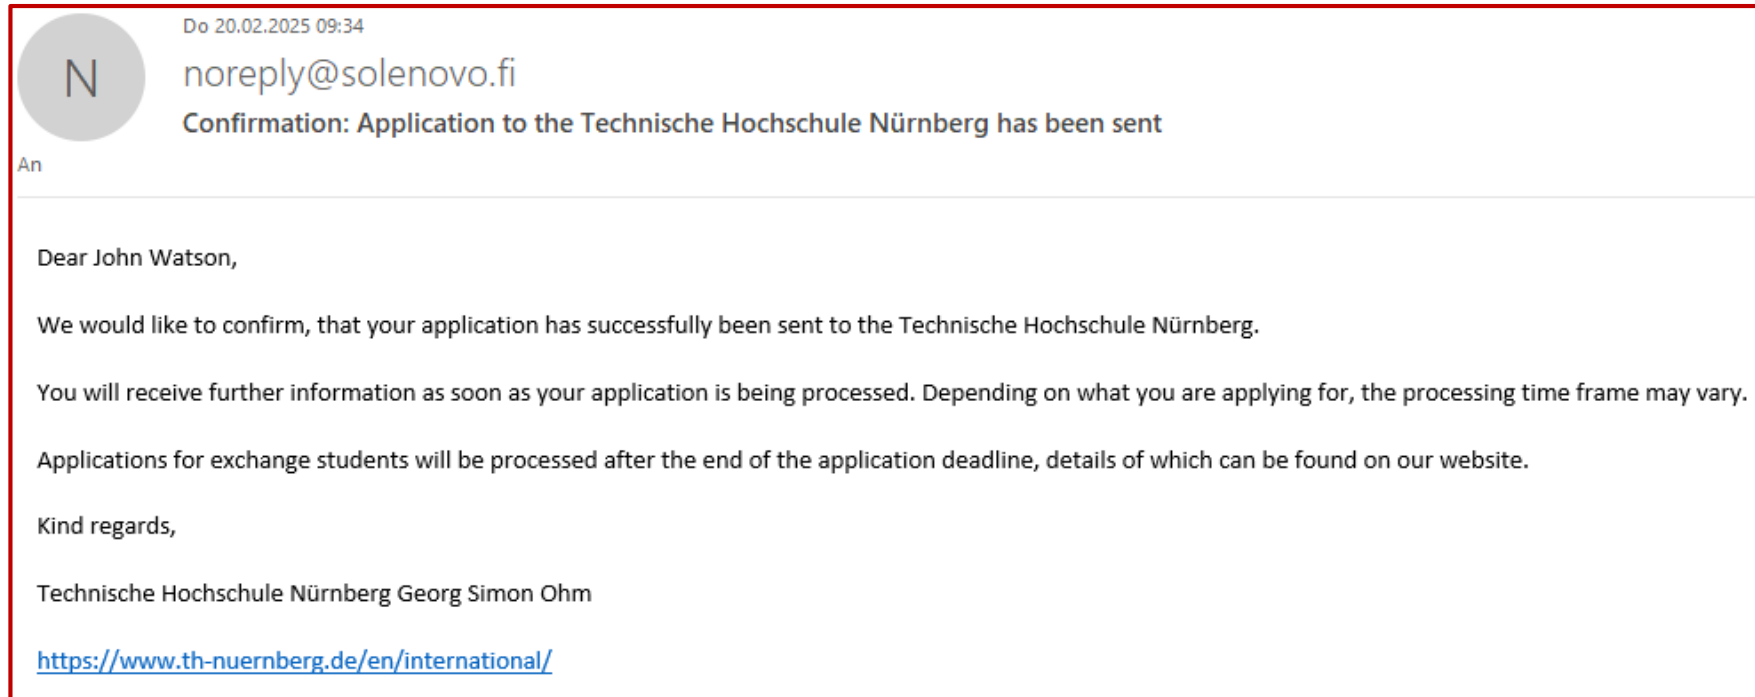 Do 20.02.2025 09:34
N
noreply@solenovo.fi
Confirmation: Application to the Technische Hochschule Nürnberg has been sent
An
Dear John Watson,
We would like to confirm, that your application has successfully been sent to the Technische Hochschule Nürnberg.
You will receive further information as soon as your application is being processed. Depending on what you are applying for, the processing time frame may vary.
Applications for exchange students will be processed after the end of the application deadline, details of which can be found on our website.
Kind regards,
Technische Hochschule Nürnberg Georg Simon Ohm
https://www.th-nuernberg.de/en/international/